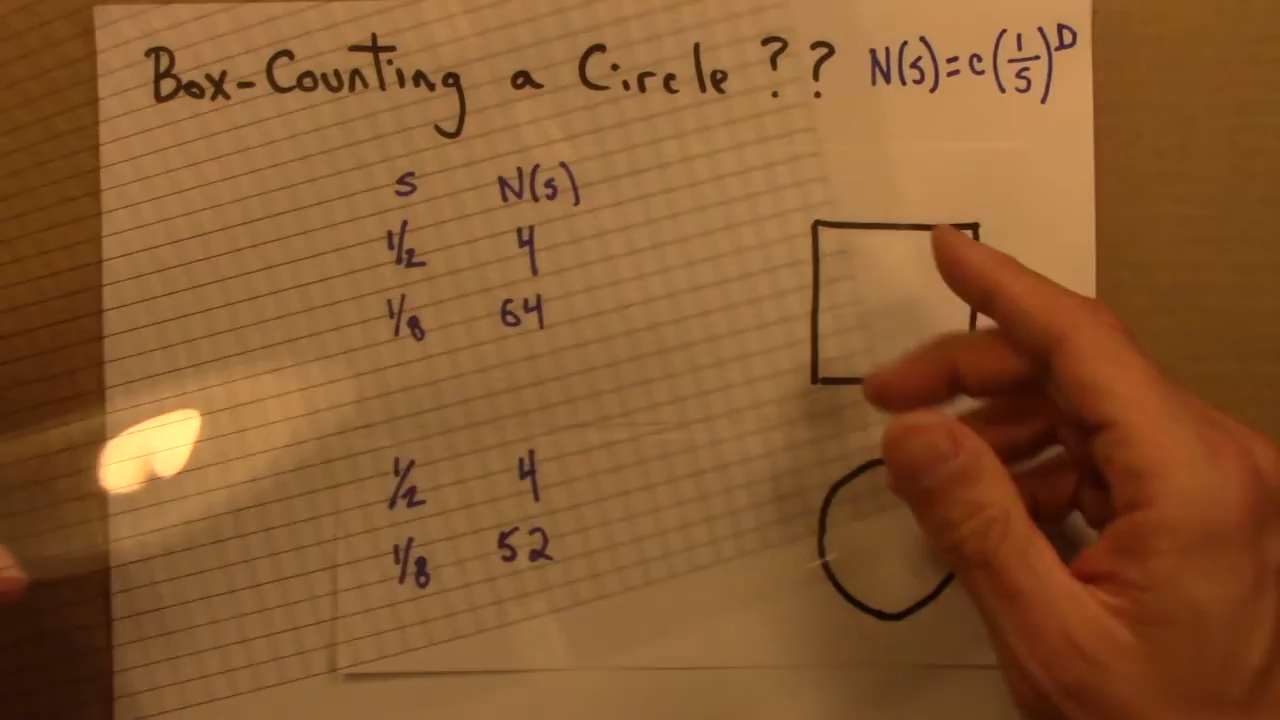 Box-Counting a Circle ?? N(s)=c(1/s)^D
s N(s)
1/2 4
1/8 64
1/2 4
1/8 52